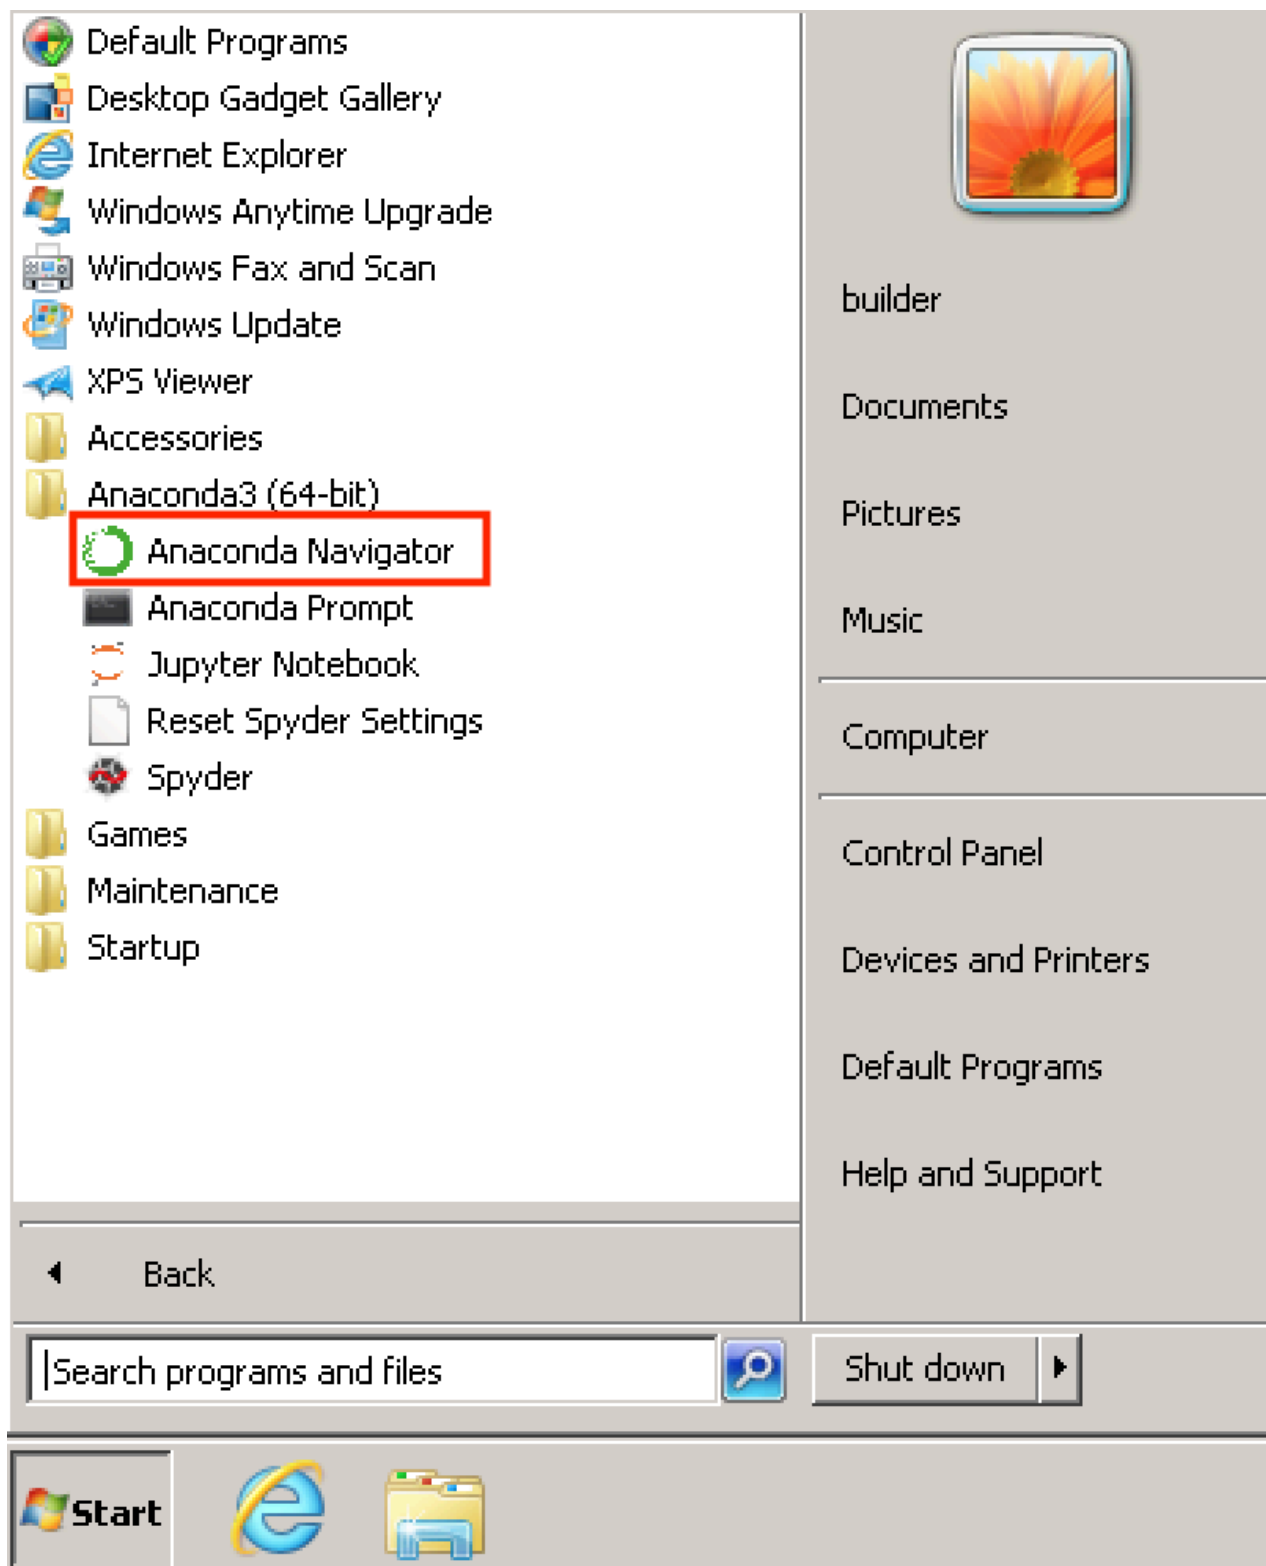 Default Programs
Desktop Gadget Gallery
Internet Explorer
Windows Anytime Upgrade
Windows Fax and Scan
Windows Update
XPS Viewer
Accessories
Anaconda3 (64-bit)
Anaconda Navigator
Anaconda Prompt
Jupyter Notebook
Reset Spyder Settings
Spyder
Games
Maintenance
Startup
Back
Search programs and files
builder
Documents
Pictures
Music
Computer
Control Panel
Devices and Printers
Default Programs
Help and Support
Shut down
Start